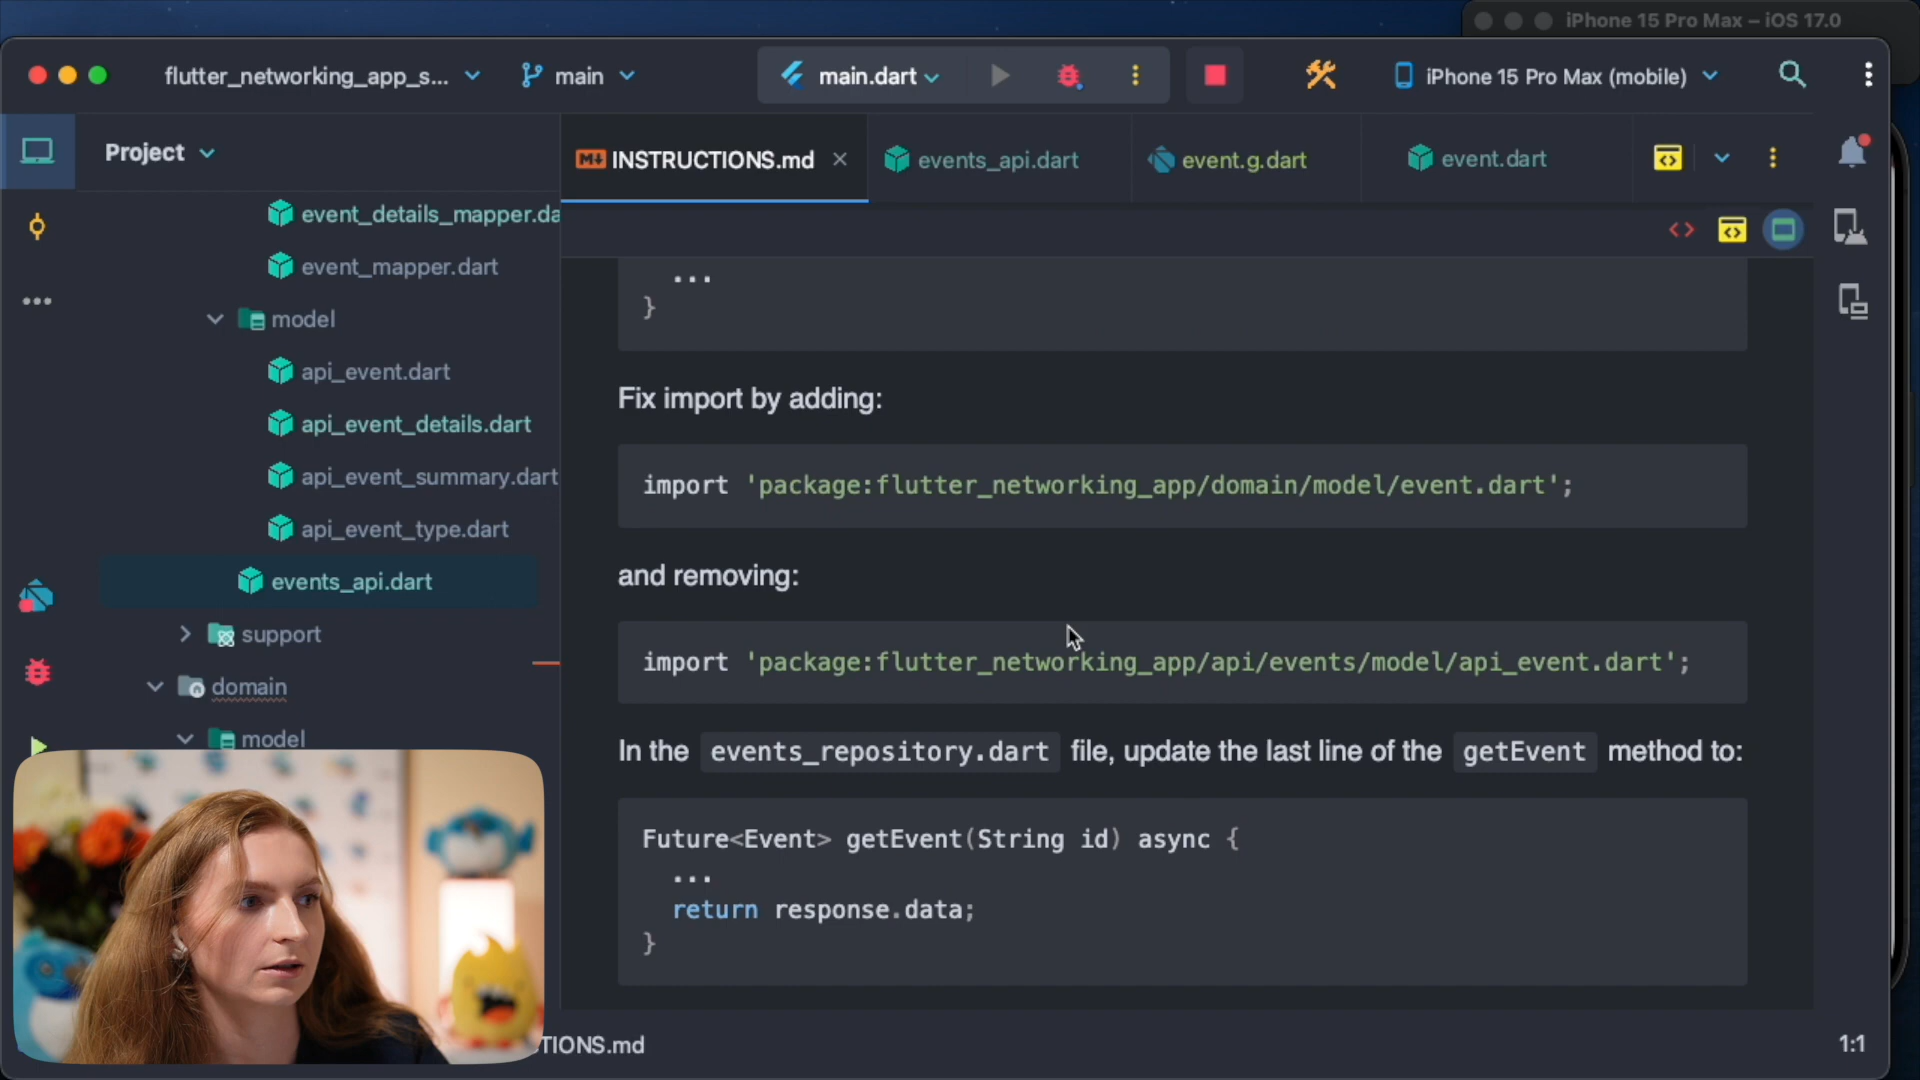 iPhone 15 Pro Max – iOS 17.0
flutter_networking_app_s...
main
main.dart
iPhone 15 Pro Max (mobile)
Project
INSTRUCTIONS.md
events_api.dart
event.g.dart
event.dart
event_details_mapper.da
event_mapper.dart
model
api_event.dart
api_event_details.dart
api_event_summary.dart
api_event_type.dart
events_api.dart
support
domain
model
...
}
Fix import by adding:
import 'package:flutter_networking_app/domain/model/event.dart';
and removing:
import 'package:flutter_networking_app/api/events/model/api_event.dart';
In the events_repository.dart file, update the last line of the getEvent method to:
Future<Event> getEvent(String id) async {
...
return response.data;
}
TIONS.md
1:1